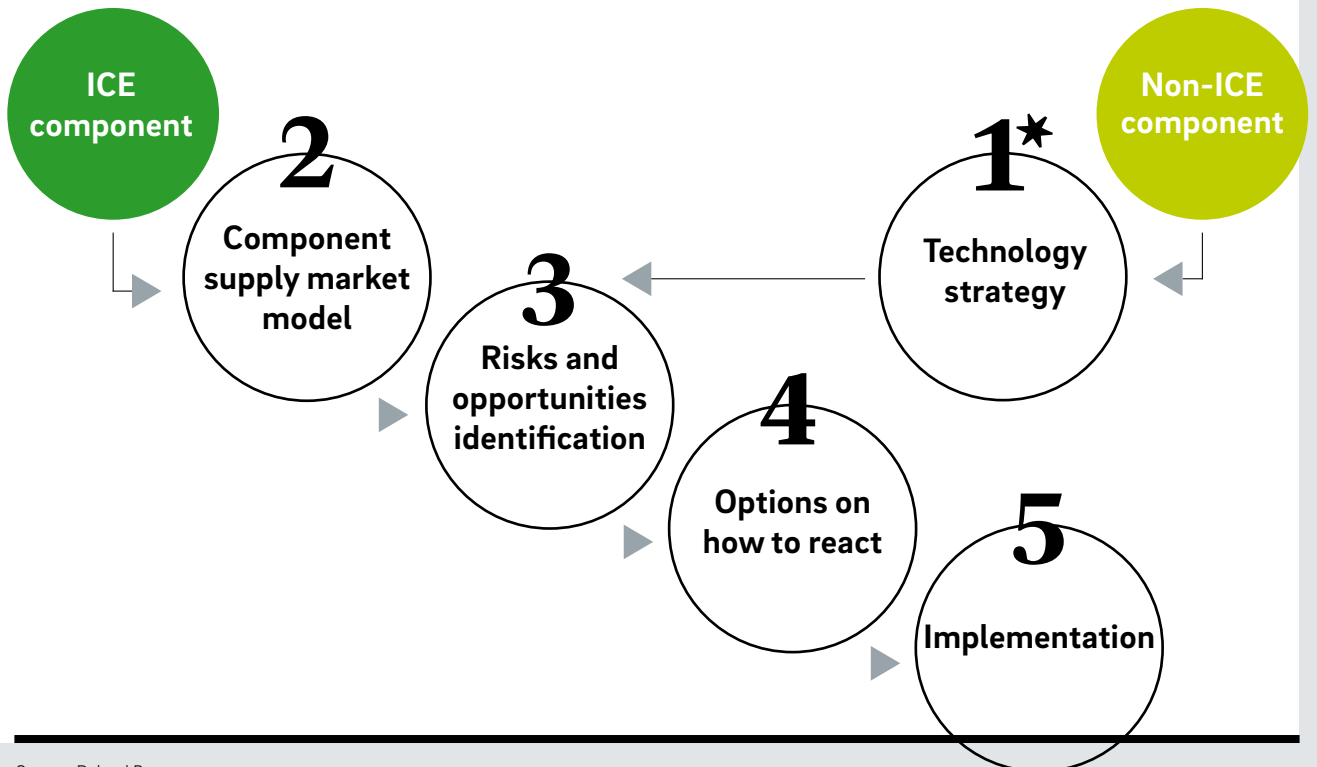 ICE
component
Non-ICE
component
2
Component
supply market
model
1*
Technology
strategy
3
Risks and
opportunities
identification
4
Options on
how to react
5
Implementation